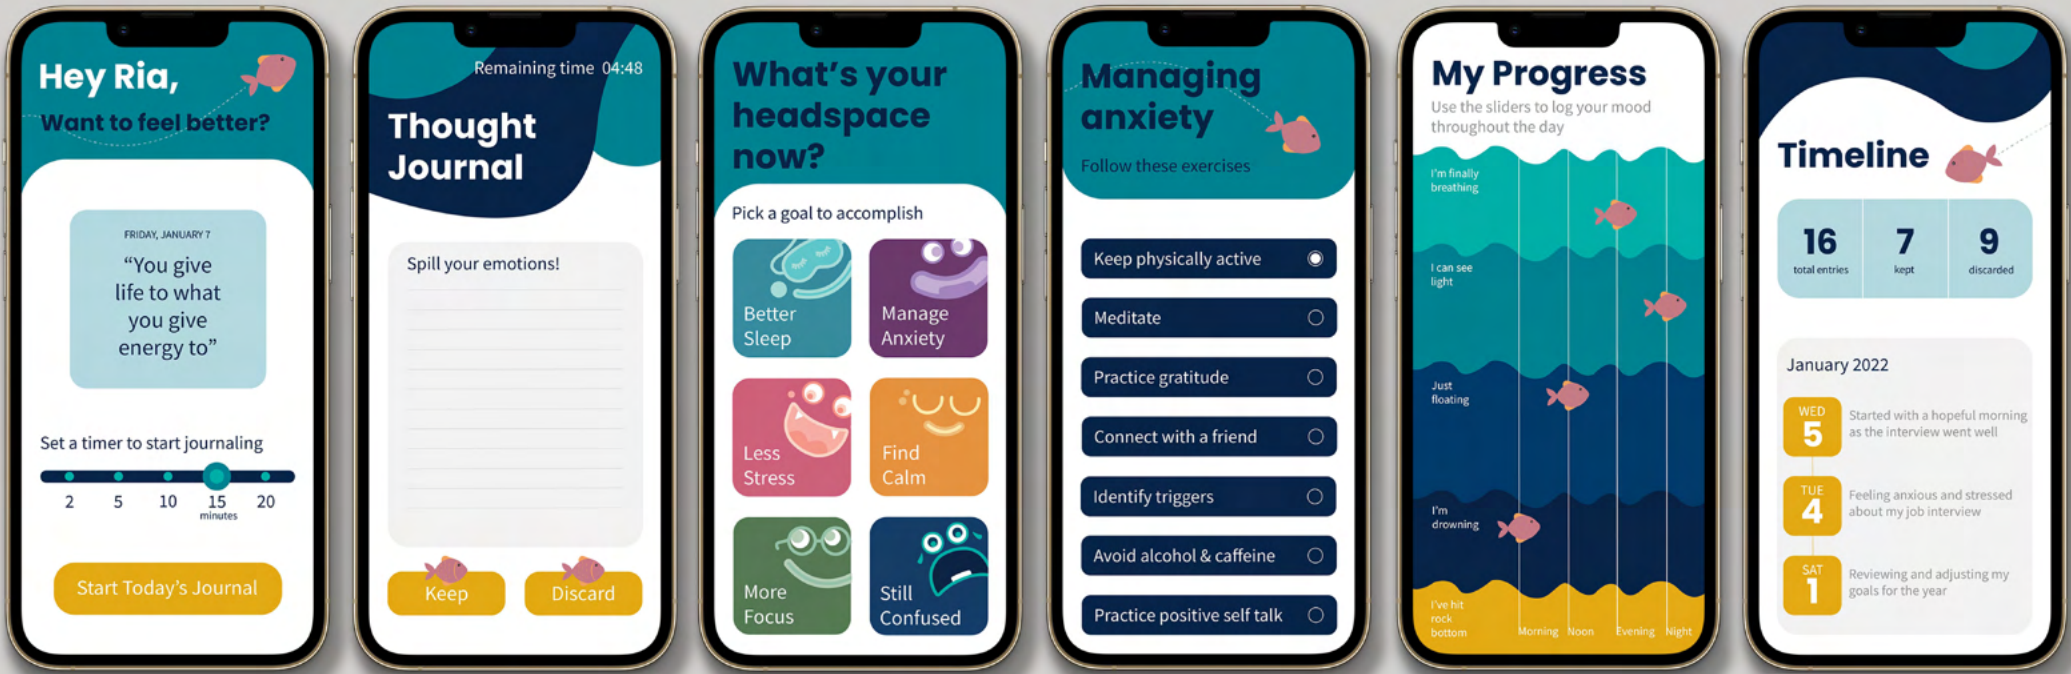 Hey Ria,
Want to feel better?
FRIDAY, JANUARY 7
“You give
life to what
you give
energy to”
Set a timer to start journaling
2 5 10 15 20
minutes
Start Today’s Journal
Remaining time 04:48
Thought
Journal
Spill your emotions!
Keep Discard
What’s your
headspace
now?
Pick a goal to accomplish
Better
Sleep
Manage
Anxiety
Less
Stress
Find
Calm
More
Focus
Still
Confused
Managing
anxiety
Follow these exercises
Keep physically active
Meditate
Practice gratitude
Connect with a friend
Identify triggers
Avoid alcohol & caffeine
Practice positive self talk
My Progress
Use the sliders to log your mood
throughout the day
I’m finally
breathing
I can see
light
Just
floating
I’m
drowning
I’ve hit
rock
bottom
Morning Noon Evening Night
Timeline
16 7 9
total entries kept discarded
January 2022
WED
5
Started with a hopeful morning
as the interview went well
TUE
4
Feeling anxious and stressed
about my job interview
SAT
1
Reviewing and adjusting my
goals for the year